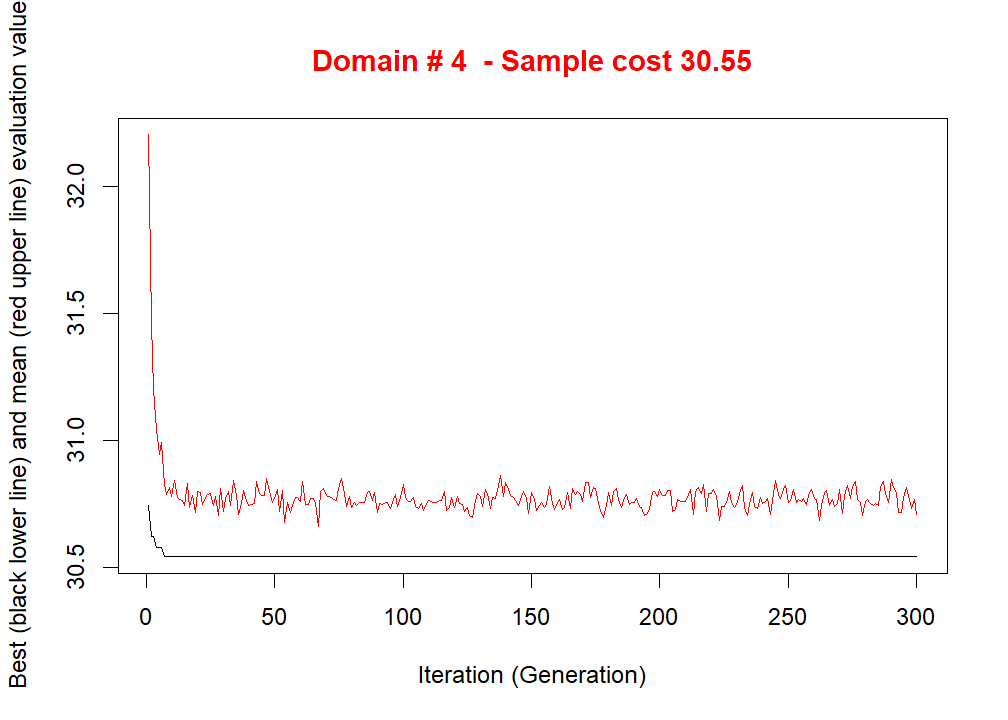 Domain # 4  - Sample cost 30.55
Best (black lower line) and mean (red upper line) evaluation value
32.0
31.5
31.0
30.5
0 50 100 150 200 250 300
Iteration (Generation)